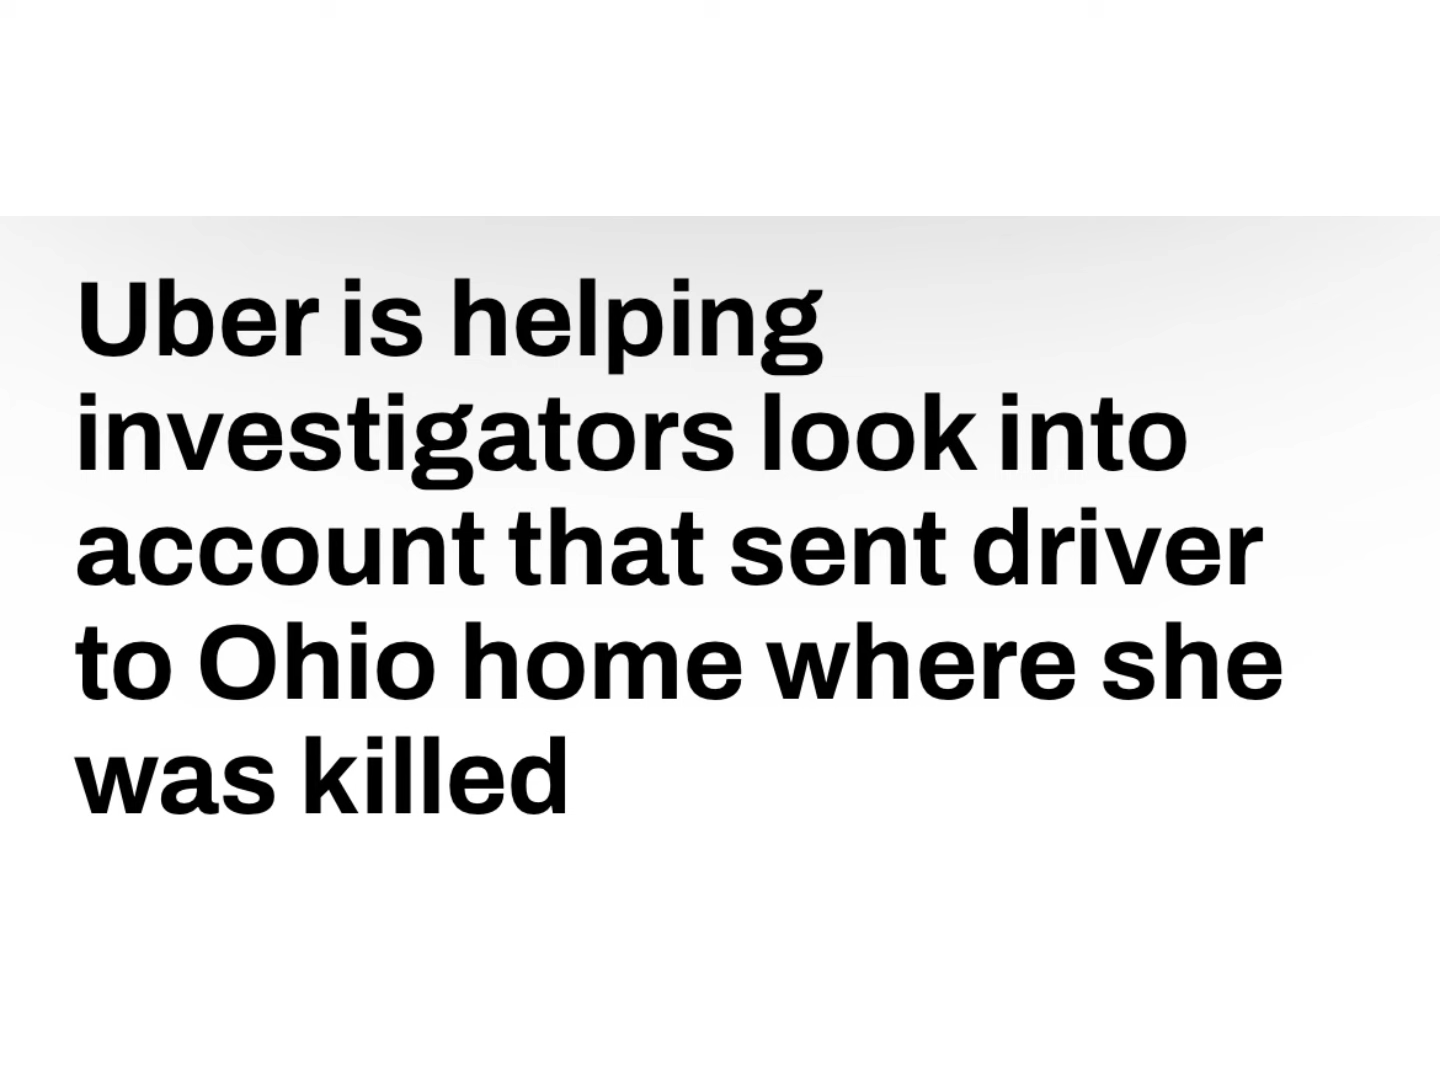 Uber is helping
investigators look into
account that sent driver
to Ohio home where she
was killed